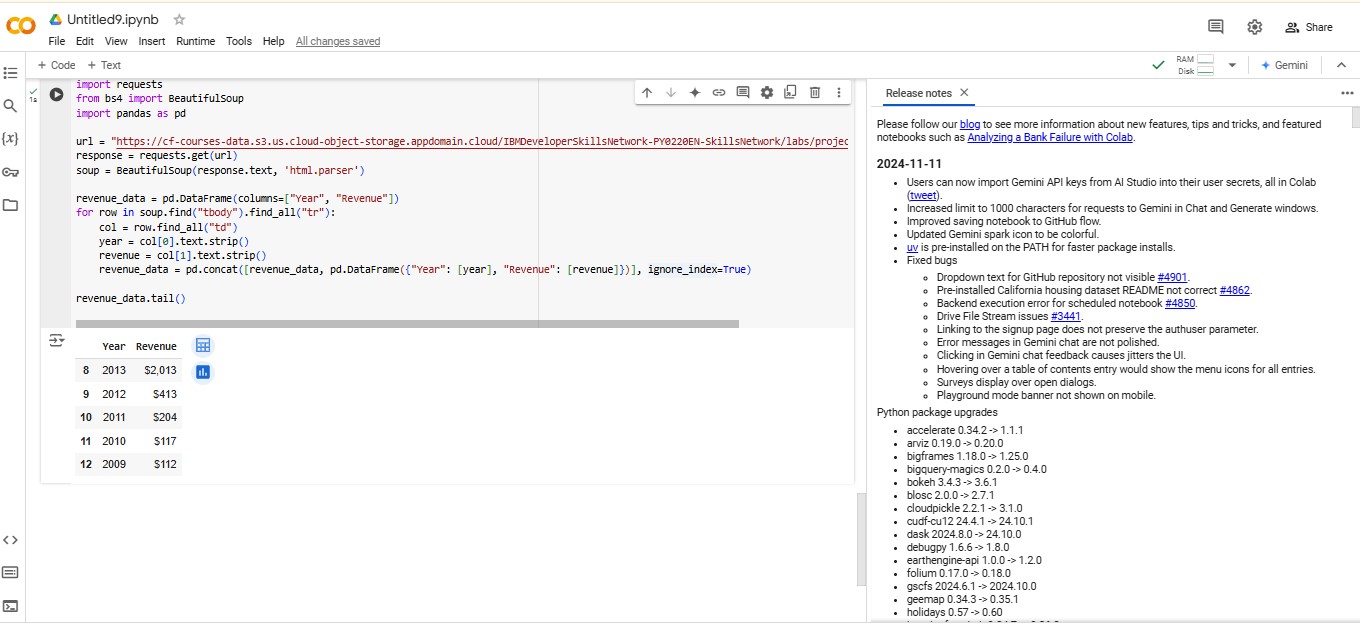 Untitled9.ipynb
File Edit View Insert Runtime Tools Help All changes saved
Share
+ Code + Text
RAM
Disk
Gemini
1s
import requests
from bs4 import BeautifulSoup
import pandas as pd
url = "https://cf-courses-data.s3.us.cloud-object-storage.appdomain.cloud/IBMDeveloperSkillsNetwork-PY0220EN-SkillsNetwork/labs/projec
response = requests.get(url)
soup = BeautifulSoup(response.text, 'html.parser')
revenue_data = pd.DataFrame(columns=["Year", "Revenue"])
for row in soup.find("tbody").find_all("tr"):
    col = row.find_all("td")
    year = col[0].text.strip()
    revenue = col[1].text.strip()
    revenue_data = pd.concat([revenue_data, pd.DataFrame({"Year": [year], "Revenue": [revenue]})], ignore_index=True)
revenue_data.tail()
Year Revenue
8 2013 $2,013
9 2012 $413
10 2011 $204
11 2010 $117
12 2009 $112
{x}
Release notes
Please follow our blog to see more information about new features, tips and tricks, and featured
notebooks such as Analyzing a Bank Failure with Colab.
2024-11-11
• Users can now import Gemini API keys from AI Studio into their user secrets, all in Colab
(tweet).
• Increased limit to 1000 characters for requests to Gemini in Chat and Generate windows.
• Improved saving notebook to GitHub flow.
• Updated Gemini spark icon to be colorful.
• uv is pre-installed on the PATH for faster package installs.
• Fixed bugs
Dropdown text for GitHub repository not visible #4901.
Pre-installed California housing dataset README not correct #4862.
Backend execution error for scheduled notebook #4850.
Drive File Stream issues #3441.
Linking to the signup page does not preserve the authuser parameter.
Error messages in Gemini chat are not polished.
Clicking in Gemini chat feedback causes jitters the UI.
Hovering over a table of contents entry would show the menu icons for all entries.
Surveys display over open dialogs.
Playground mode banner not shown on mobile.
Python package upgrades
• accelerate 0.34.2 -> 1.1.1
• arviz 0.19.0 -> 0.20.0
• bigframes 1.18.0 -> 1.25.0
• bigquery-magics 0.2.0 -> 0.4.0
• bokeh 3.4.3 -> 3.6.1
• blosc 2.0.0 -> 2.7.1
• cloudpickle 2.2.1 -> 3.1.0
• cudf-cu12 24.4.1 -> 24.10.1
• dask 2024.8.0 -> 24.10.0
• debugpy 1.6.6 -> 1.8.0
• earthengine-api 1.0.0 -> 1.2.0
• folium 0.17.0 -> 0.18.0
• gscfs 2024.6.1 -> 2024.10.0
• geemap 0.34.3 -> 0.35.1
• holidays 0.57 -> 0.60